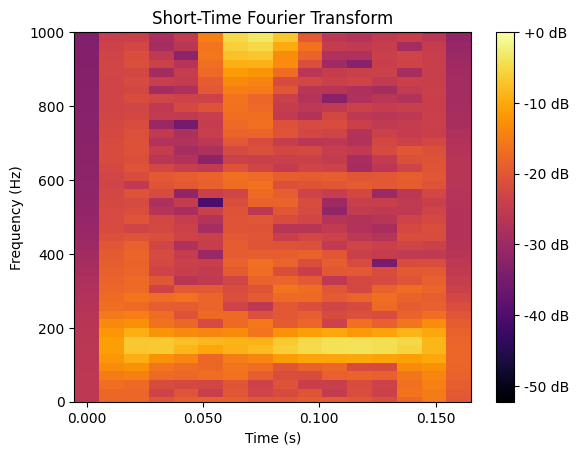 Short-Time Fourier Transform
1000
800
600
400
200
0
Frequency (Hz)
0.000
0.050
0.100
0.150
Time (s)
+0 dB
-10 dB
-20 dB
-30 dB
-40 dB
-50 dB